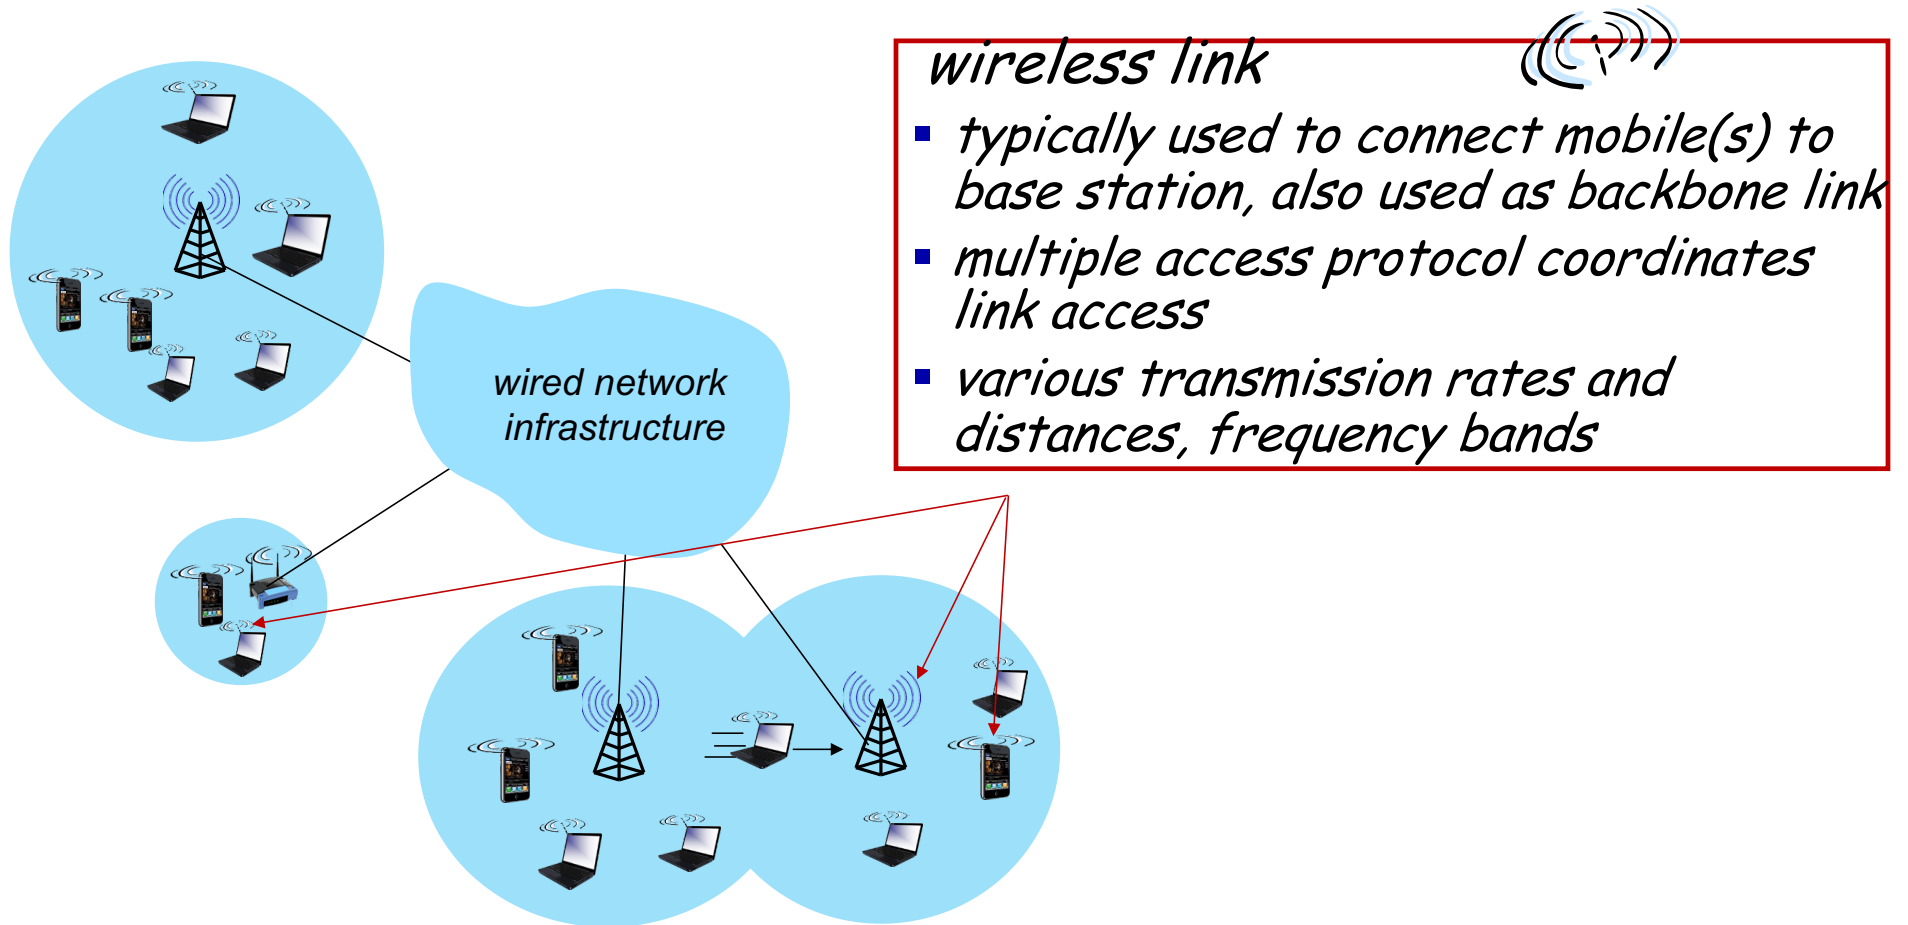 wireless link
typically used to connect mobile(s) to
base station, also used as backbone link
multiple access protocol coordinates
link access
various transmission rates and
distances, frequency bands
wired network
infrastructure